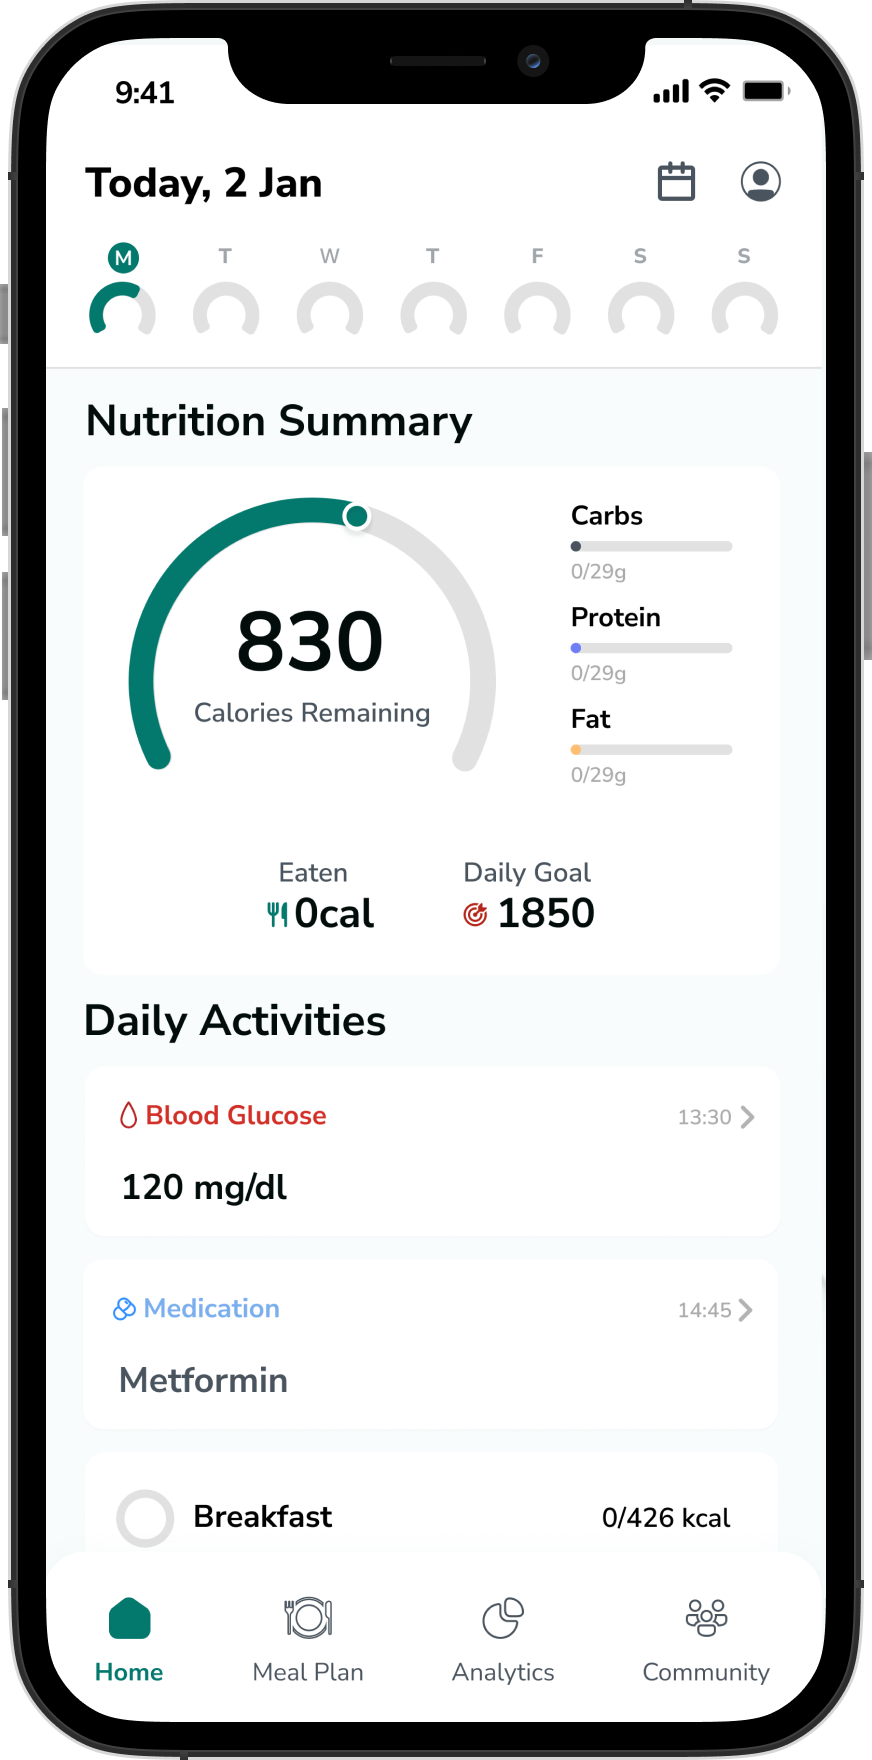 9:41
Today, 2 Jan
M T W T F S S
Nutrition Summary
830
Calories Remaining
Carbs
0/29g
Protein
0/29g
Fat
0/29g
Eaten
0cal
Daily Goal
1850
Daily Activities
Blood Glucose 13:30
120 mg/dl
Medication 14:45
Metformin
Breakfast 0/426 kcal
Home Meal Plan Analytics Community